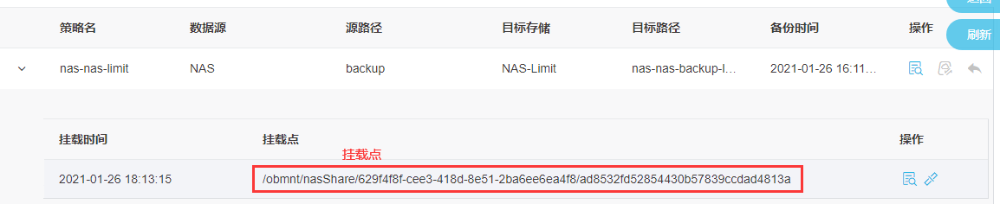 返回
策略名 数据源 源路径 目标存储 目标路径 备份时间 操作
刷新
nas-nas-limit NAS backup NAS-Limit nas-nas-backup-l... 2021-01-26 16:11...
挂载时间 挂载点 操作
挂载点
2021-01-26 18:13:15 /obmnt/nasShare/629f4f8f-cee3-418d-8e51-2ba6ee6ea4f8/ad8532fd52854430b57839ccdad4813a